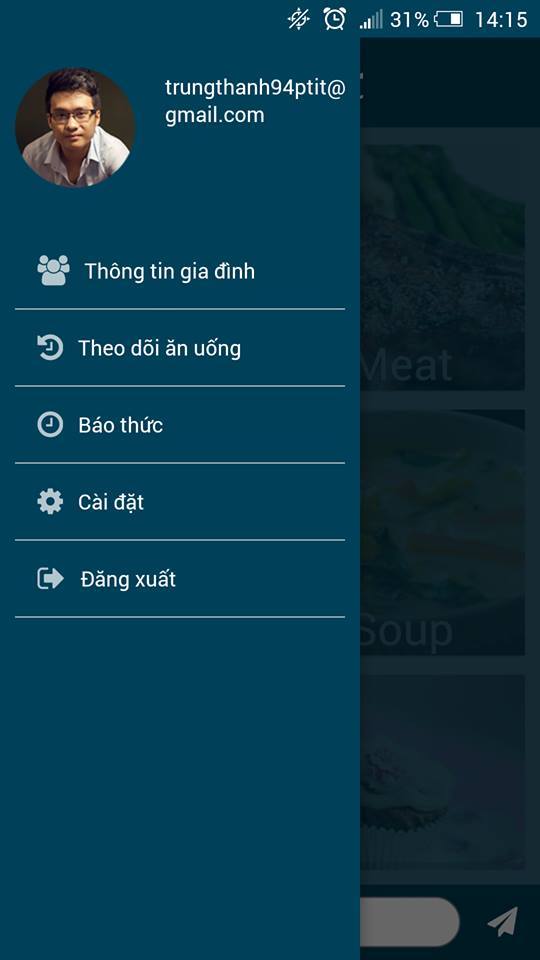 31% 14:15
trungthanh94ptit@
gmail.com
Thông tin gia đình
Theo dõi ăn uống
Báo thức
Cài đặt
Đăng xuất
Meat
Soup